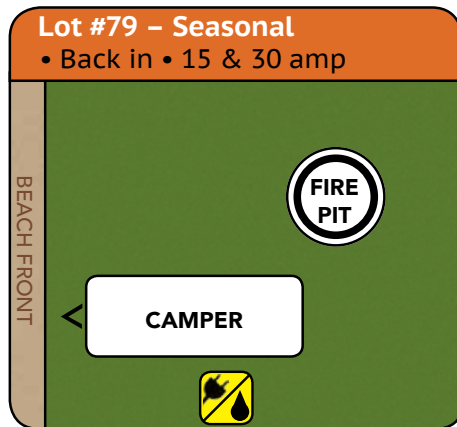 Lot #79 – Seasonal
• Back in • 15 & 30 amp
BEACH FRONT
FIRE
PIT
CAMPER